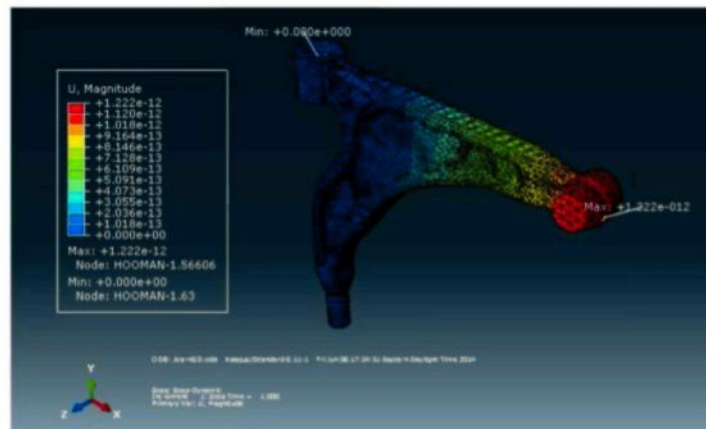 Min: +0.000e+000
U, Magnitude
+1.222e-12
+1.120e-12
+1.018e-12
+9.164e-13
+8.146e-13
+7.128e-13
+6.109e-13
+5.091e-13
+4.073e-13
+3.055e-13
+2.036e-13
+1.018e-13
+0.000e+00
Max: +1.222e-012
Max: +1.222e-12
Node: HOOMAN-1.56606
Min: +0.000e+00
Node: HOOMAN-1.63
Y
Z
X